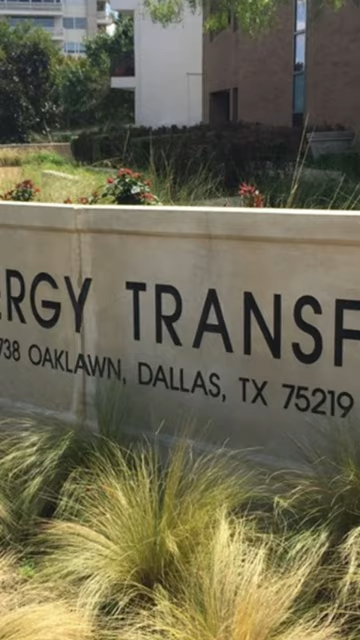 ERGY TRANSF
738 OAKLAWN, DALLAS, TX 75219